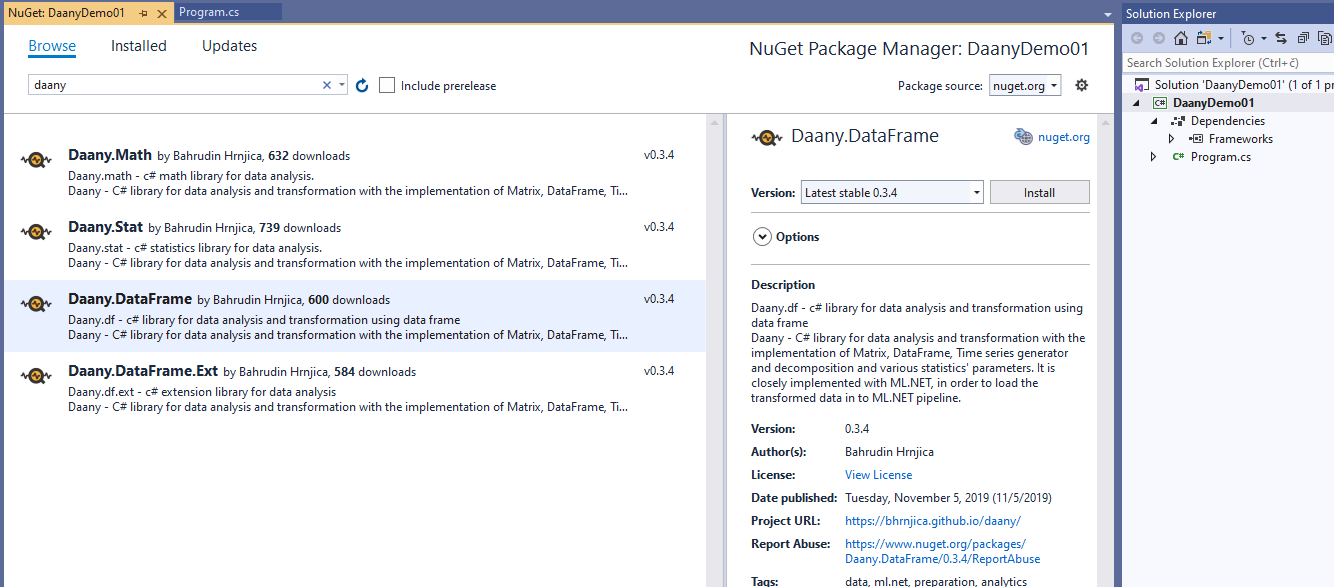 NuGet: DaanyDemo01
Program.cs
Browse
Installed
Updates
NuGet Package Manager: DaanyDemo01
daany
Include prerelease
Package source:
nuget.org
Daany.Math by Bahrudin Hrnjica, 632 downloads
v0.3.4
Daany.math - c# math library for data analysis.
Daany - C# library for data analysis and transformation with the implementation of Matrix, DataFrame, Ti...
Daany.Stat by Bahrudin Hrnjica, 739 downloads
v0.3.4
Daany.stat - c# statistics library for data analysis.
Daany - C# library for data analysis and transformation with the implementation of Matrix, DataFrame, Ti...
Daany.DataFrame by Bahrudin Hrnjica, 600 downloads
v0.3.4
Daany.df - c# library for data analysis and transformation using data frame
Daany - C# library for data analysis and transformation with the implementation of Matrix, DataFrame, Ti...
Daany.DataFrame.Ext by Bahrudin Hrnjica, 584 downloads
v0.3.4
Daany.df.ext - c# extension library for data analysis
Daany - C# library for data analysis and transformation with the implementation of Matrix, DataFrame, Ti...
Daany.DataFrame
nuget.org
Version:
Latest stable 0.3.4
Install
Options
Description
Daany.df - c# library for data analysis and transformation using
data frame
Daany - C# library for data analysis and transformation with the
implementation of Matrix, DataFrame, Time series generator
and decomposition and various statistics' parameters. It is
closely implemented with ML.NET, in order to load the
transformed data in to ML.NET pipeline.
Version: 0.3.4
Author(s): Bahrudin Hrnjica
License: View License
Date published: Tuesday, November 5, 2019 (11/5/2019)
Project URL: https://bhrnjica.github.io/daany/
Report Abuse: https://www.nuget.org/packages/
Daany.DataFrame/0.3.4/ReportAbuse
Tags: data, ml.net, preparation, analytics
Solution Explorer
Search Solution Explorer (Ctrl+č)
Solution 'DaanyDemo01' (1 of 1 pr
C# DaanyDemo01
Dependencies
Frameworks
C# Program.cs